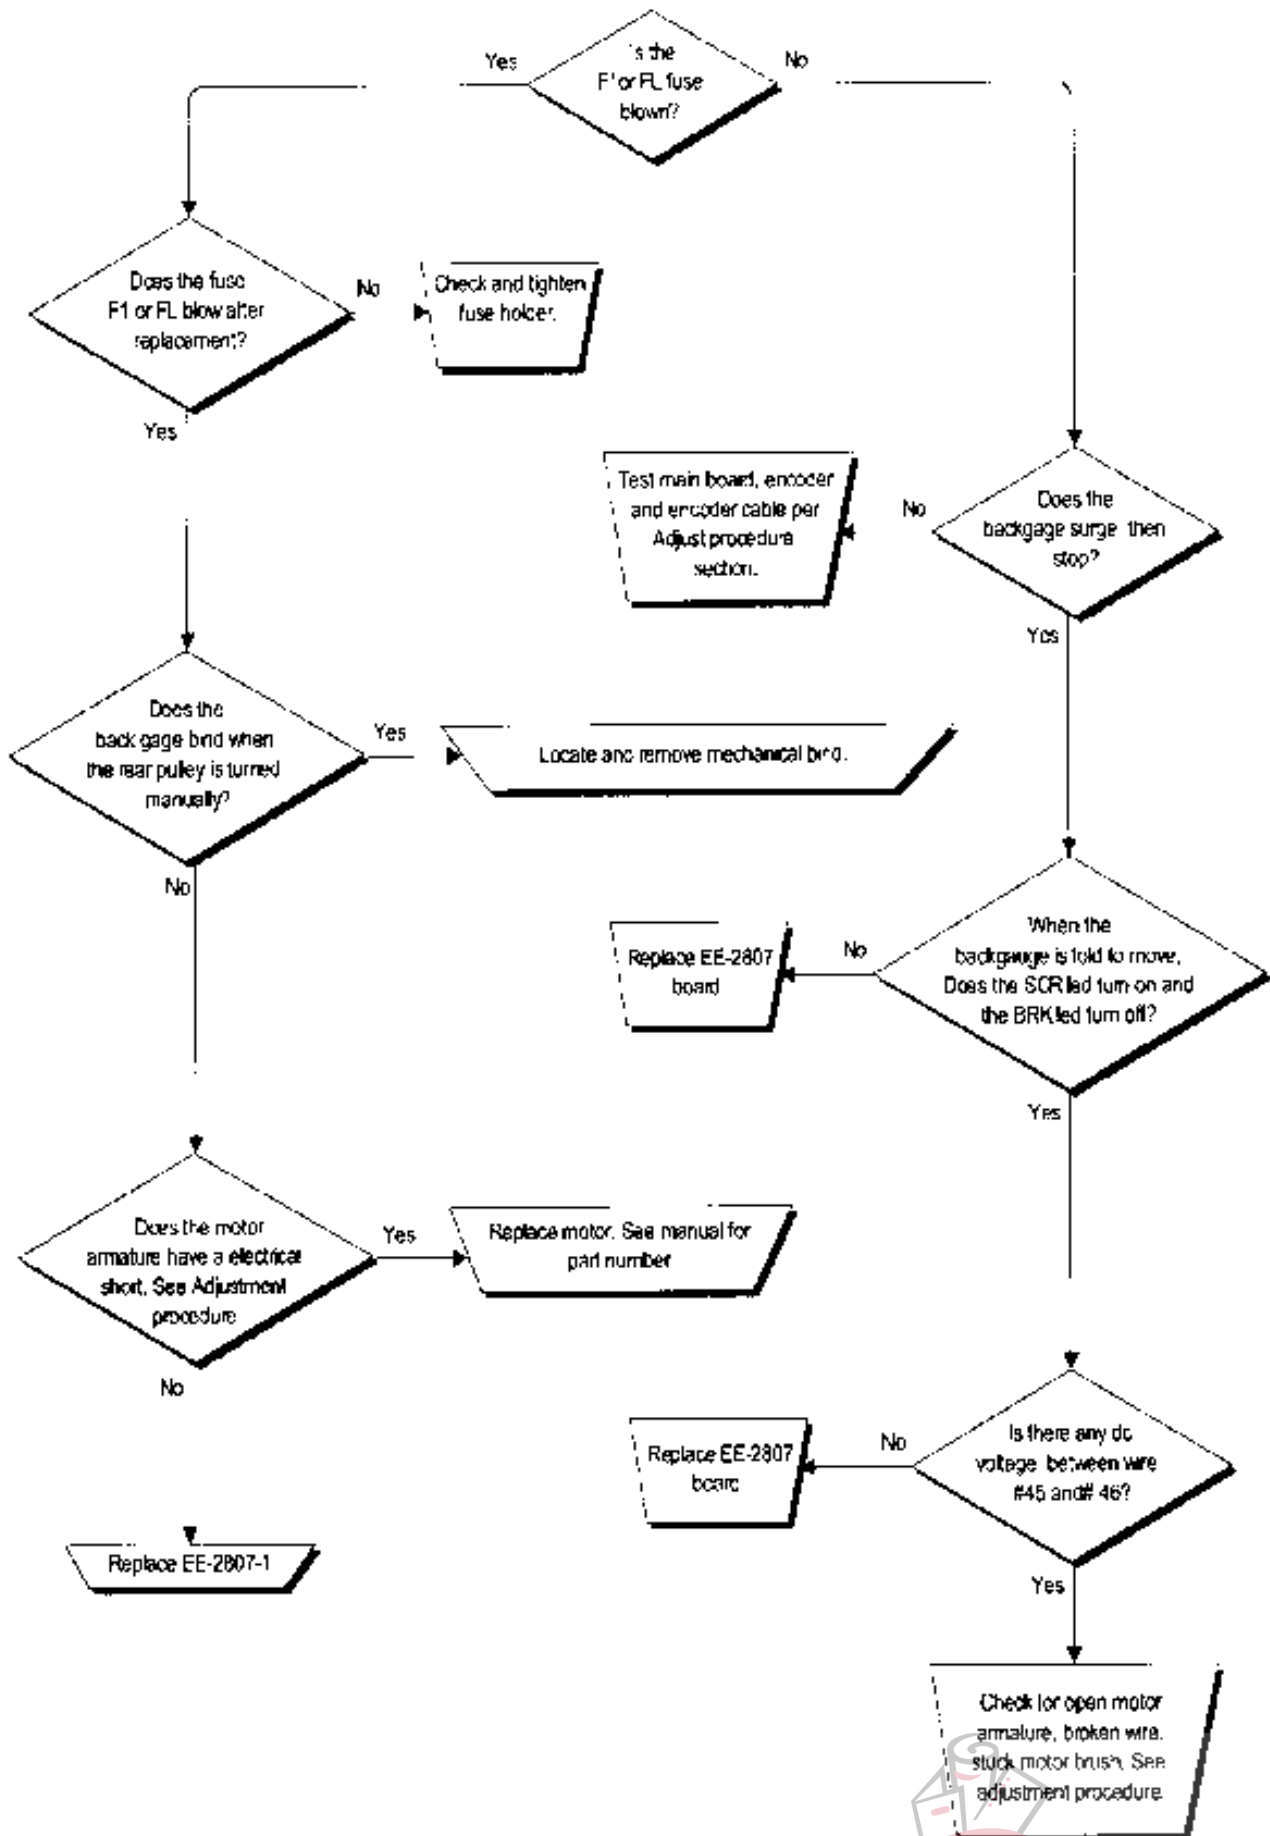 Is the
F1 or FL fuse
blown?
Yes
No
Does the fuse
F1 or FL blow after
replacement?
No
Check and tighten
fuse holder.
Yes
Test main board, encoder
and encoder cable per
Adjust procedure
section.
No
Does the
backgage surge then
stop?
Yes
Does the
back gage bind when
the rear pulley is turned
manually?
Yes
Locate and remove mechanical bind.
No
Replace EE-2807
board
No
When the
backgauge is told to move,
Does the SCR led turn on and
the BRK led turn off?
Yes
Does the motor
armature have a electrical
short. See Adjustment
procedure
Yes
Replace motor. See manual for
part number
No
Replace EE-2807
board
No
Is there any dc
voltage between wire
#45 and# 46?
Yes
Replace EE-2807-1
Check for open motor
armature, broken wire.
stuck motor brush. See
adjustment procedure.